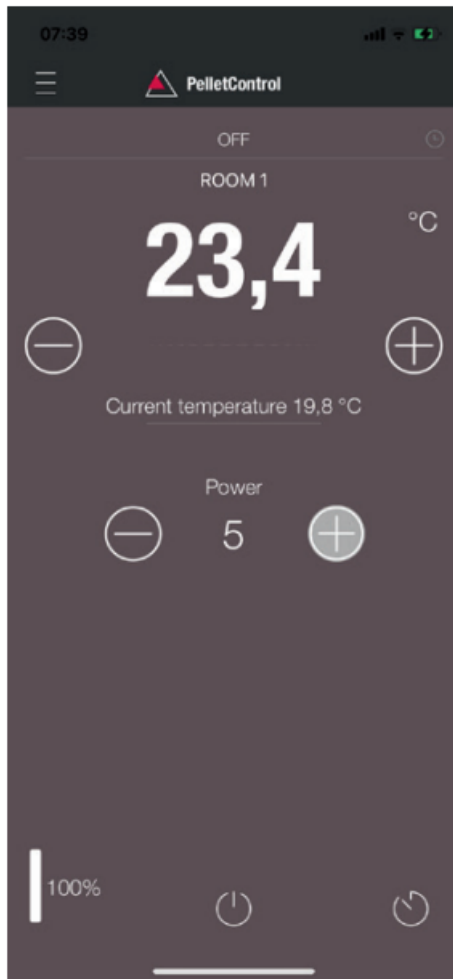 07:39
PelletControl
OFF
ROOM 1
23,4
°C
Current temperature 19,8 °C
Power
5
100%